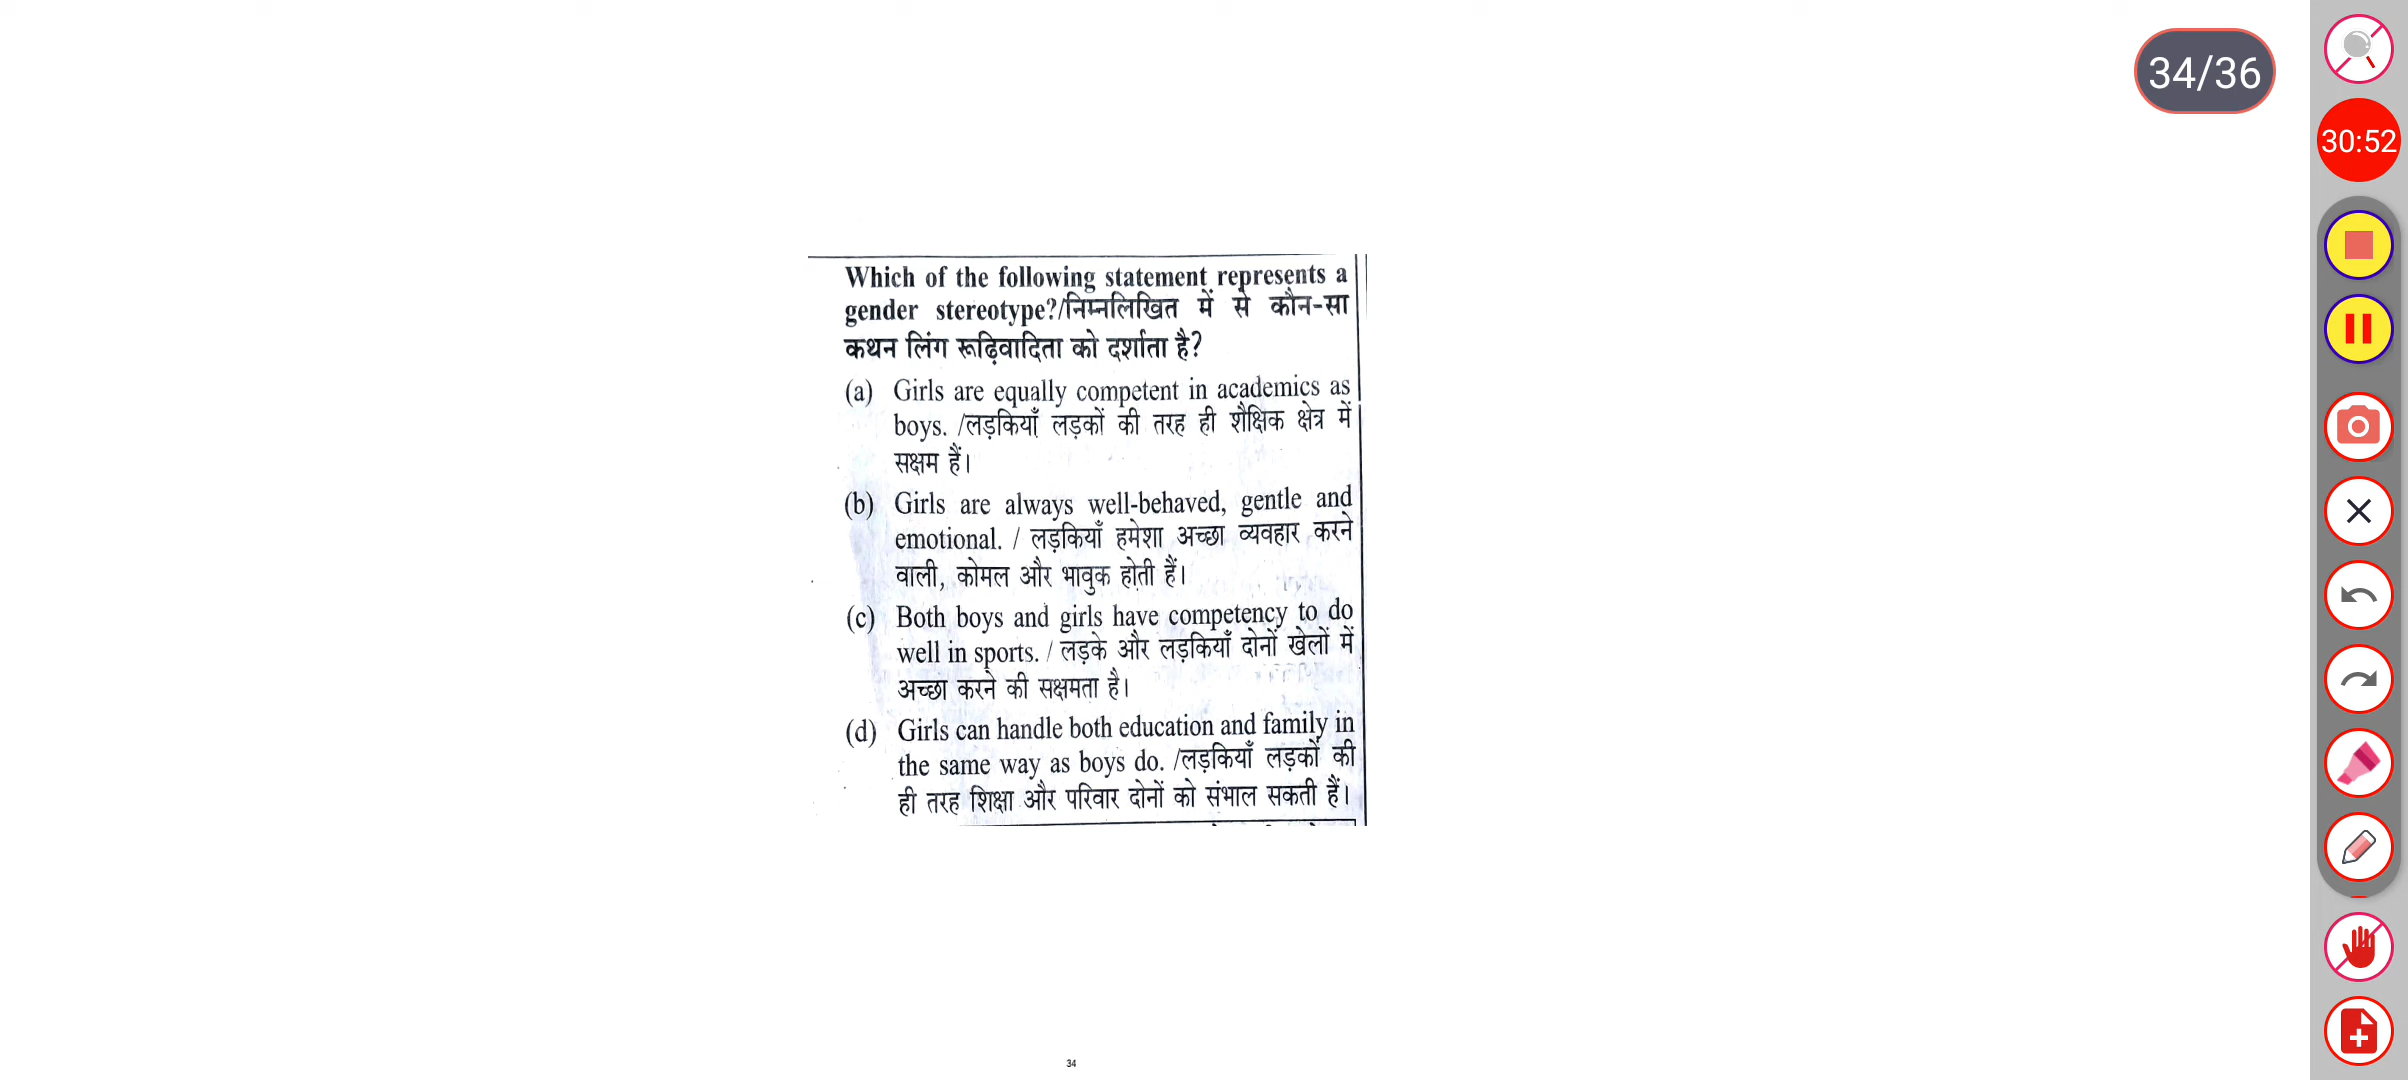 34/36
30:52
Which of the following statement represents a
gender stereotype?/निम्नलिखित में से कौन-सा
कथन लिंग रूढ़िवादिता को दर्शाता है?
(a) Girls are equally competent in academics as
boys. /लड़कियाँ लड़कों की तरह ही शैक्षिक क्षेत्र में
सक्षम हैं।
(b) Girls are always well-behaved, gentle and
emotional. / लड़कियाँ हमेशा अच्छा व्यवहार करने
वाली, कोमल और भावुक होती हैं।
(c) Both boys and girls have competency to do
well in sports. / लड़के और लड़कियाँ दोनों खेलों में
अच्छा करने की सक्षमता है।
(d) Girls can handle both education and family in
the same way as boys do. /लड़कियाँ लड़कों की
ही तरह शिक्षा और परिवार दोनों को संभाल सकती हैं।
34